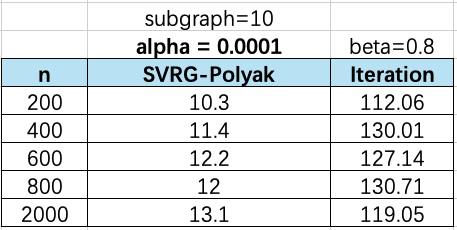 subgraph=10
alpha = 0.0001 beta=0.8
n SVRG-Polyak Iteration
200 10.3 112.06
400 11.4 130.01
600 12.2 127.14
800 12 130.71
2000 13.1 119.05